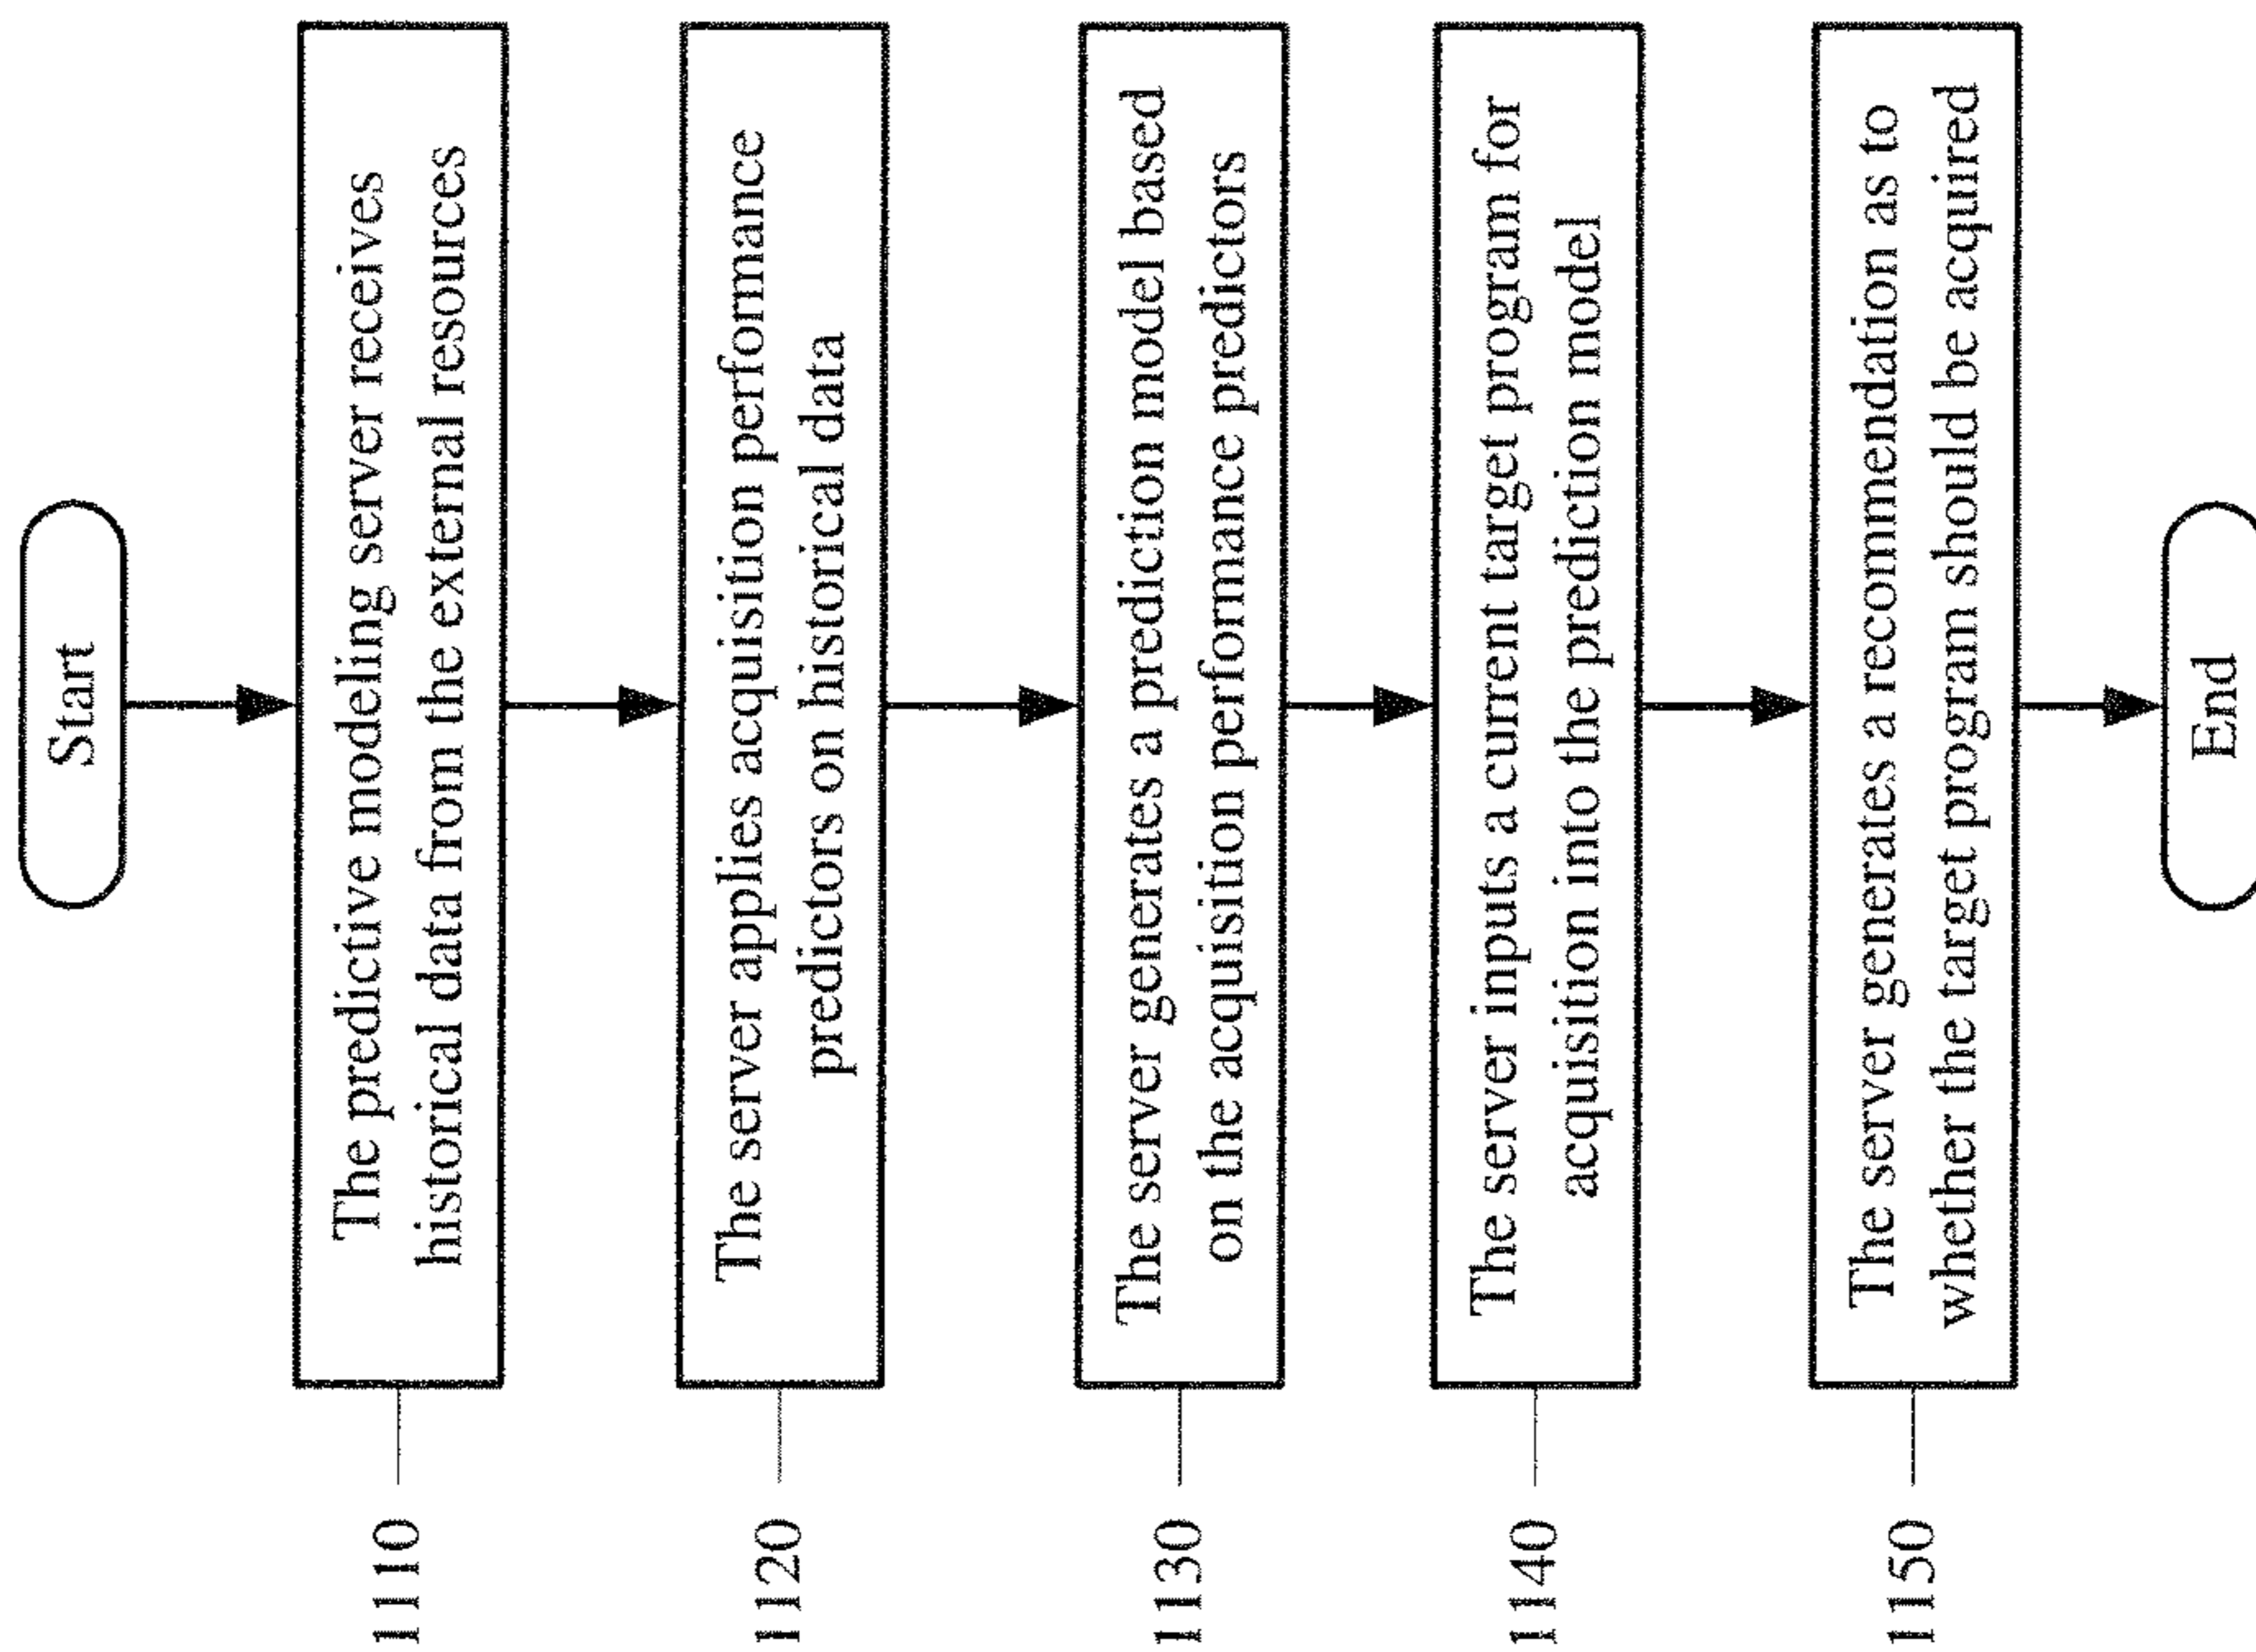 Start
1110
The predictive modeling server receives
historical data from the external resources
1120
The server applies acquisition performance
predictors on historical data
1130
The server generates a prediction model based
on the acquisition performance predictors
1140
The server inputs a current target program for
acquisition into the prediction model
1150
The server generates a recommendation as to
whether the target program should be acquired
End